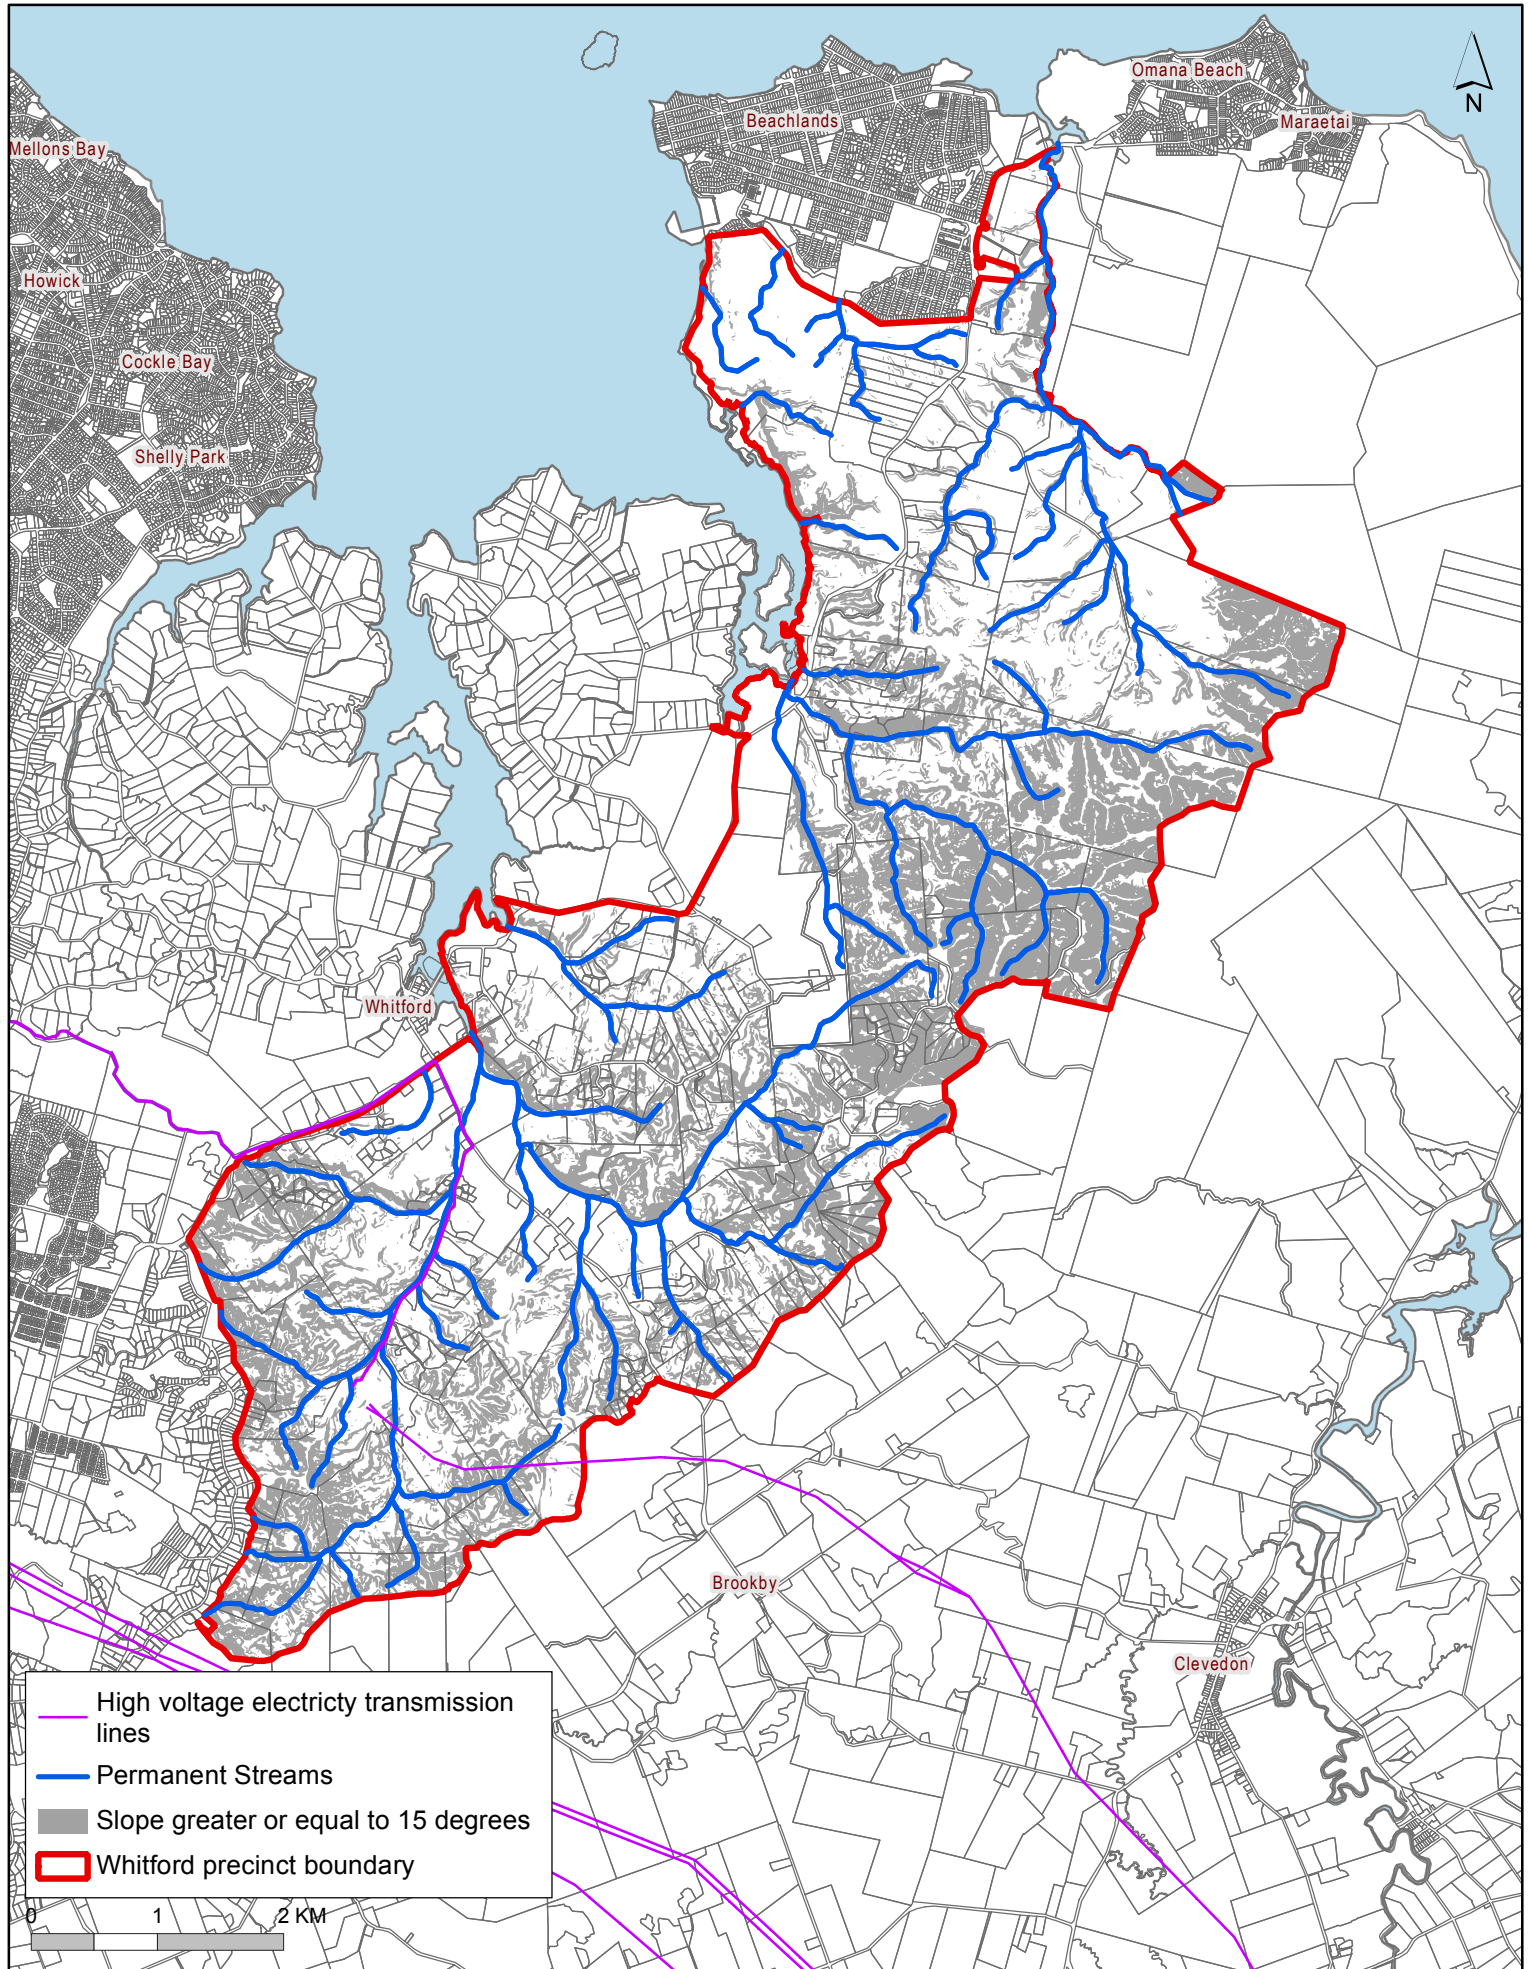 Omana Beach
N
Beachlands
Maraetai
Mellons Bay
Howick
Cockle Bay
Shelly Park
Whitford
Brookby
Clevedon
High voltage electricty transmission
lines
Permanent Streams
Slope greater or equal to 15 degrees
Whitford precinct boundary
0 1 2 KM